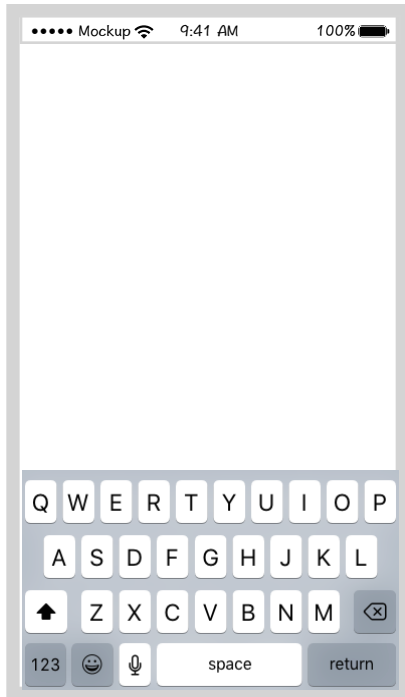 Mockup 9:41 AM 100%
Q W E R T Y U I O P
A S D F G H J K L
Z X C V B N M
123 space return